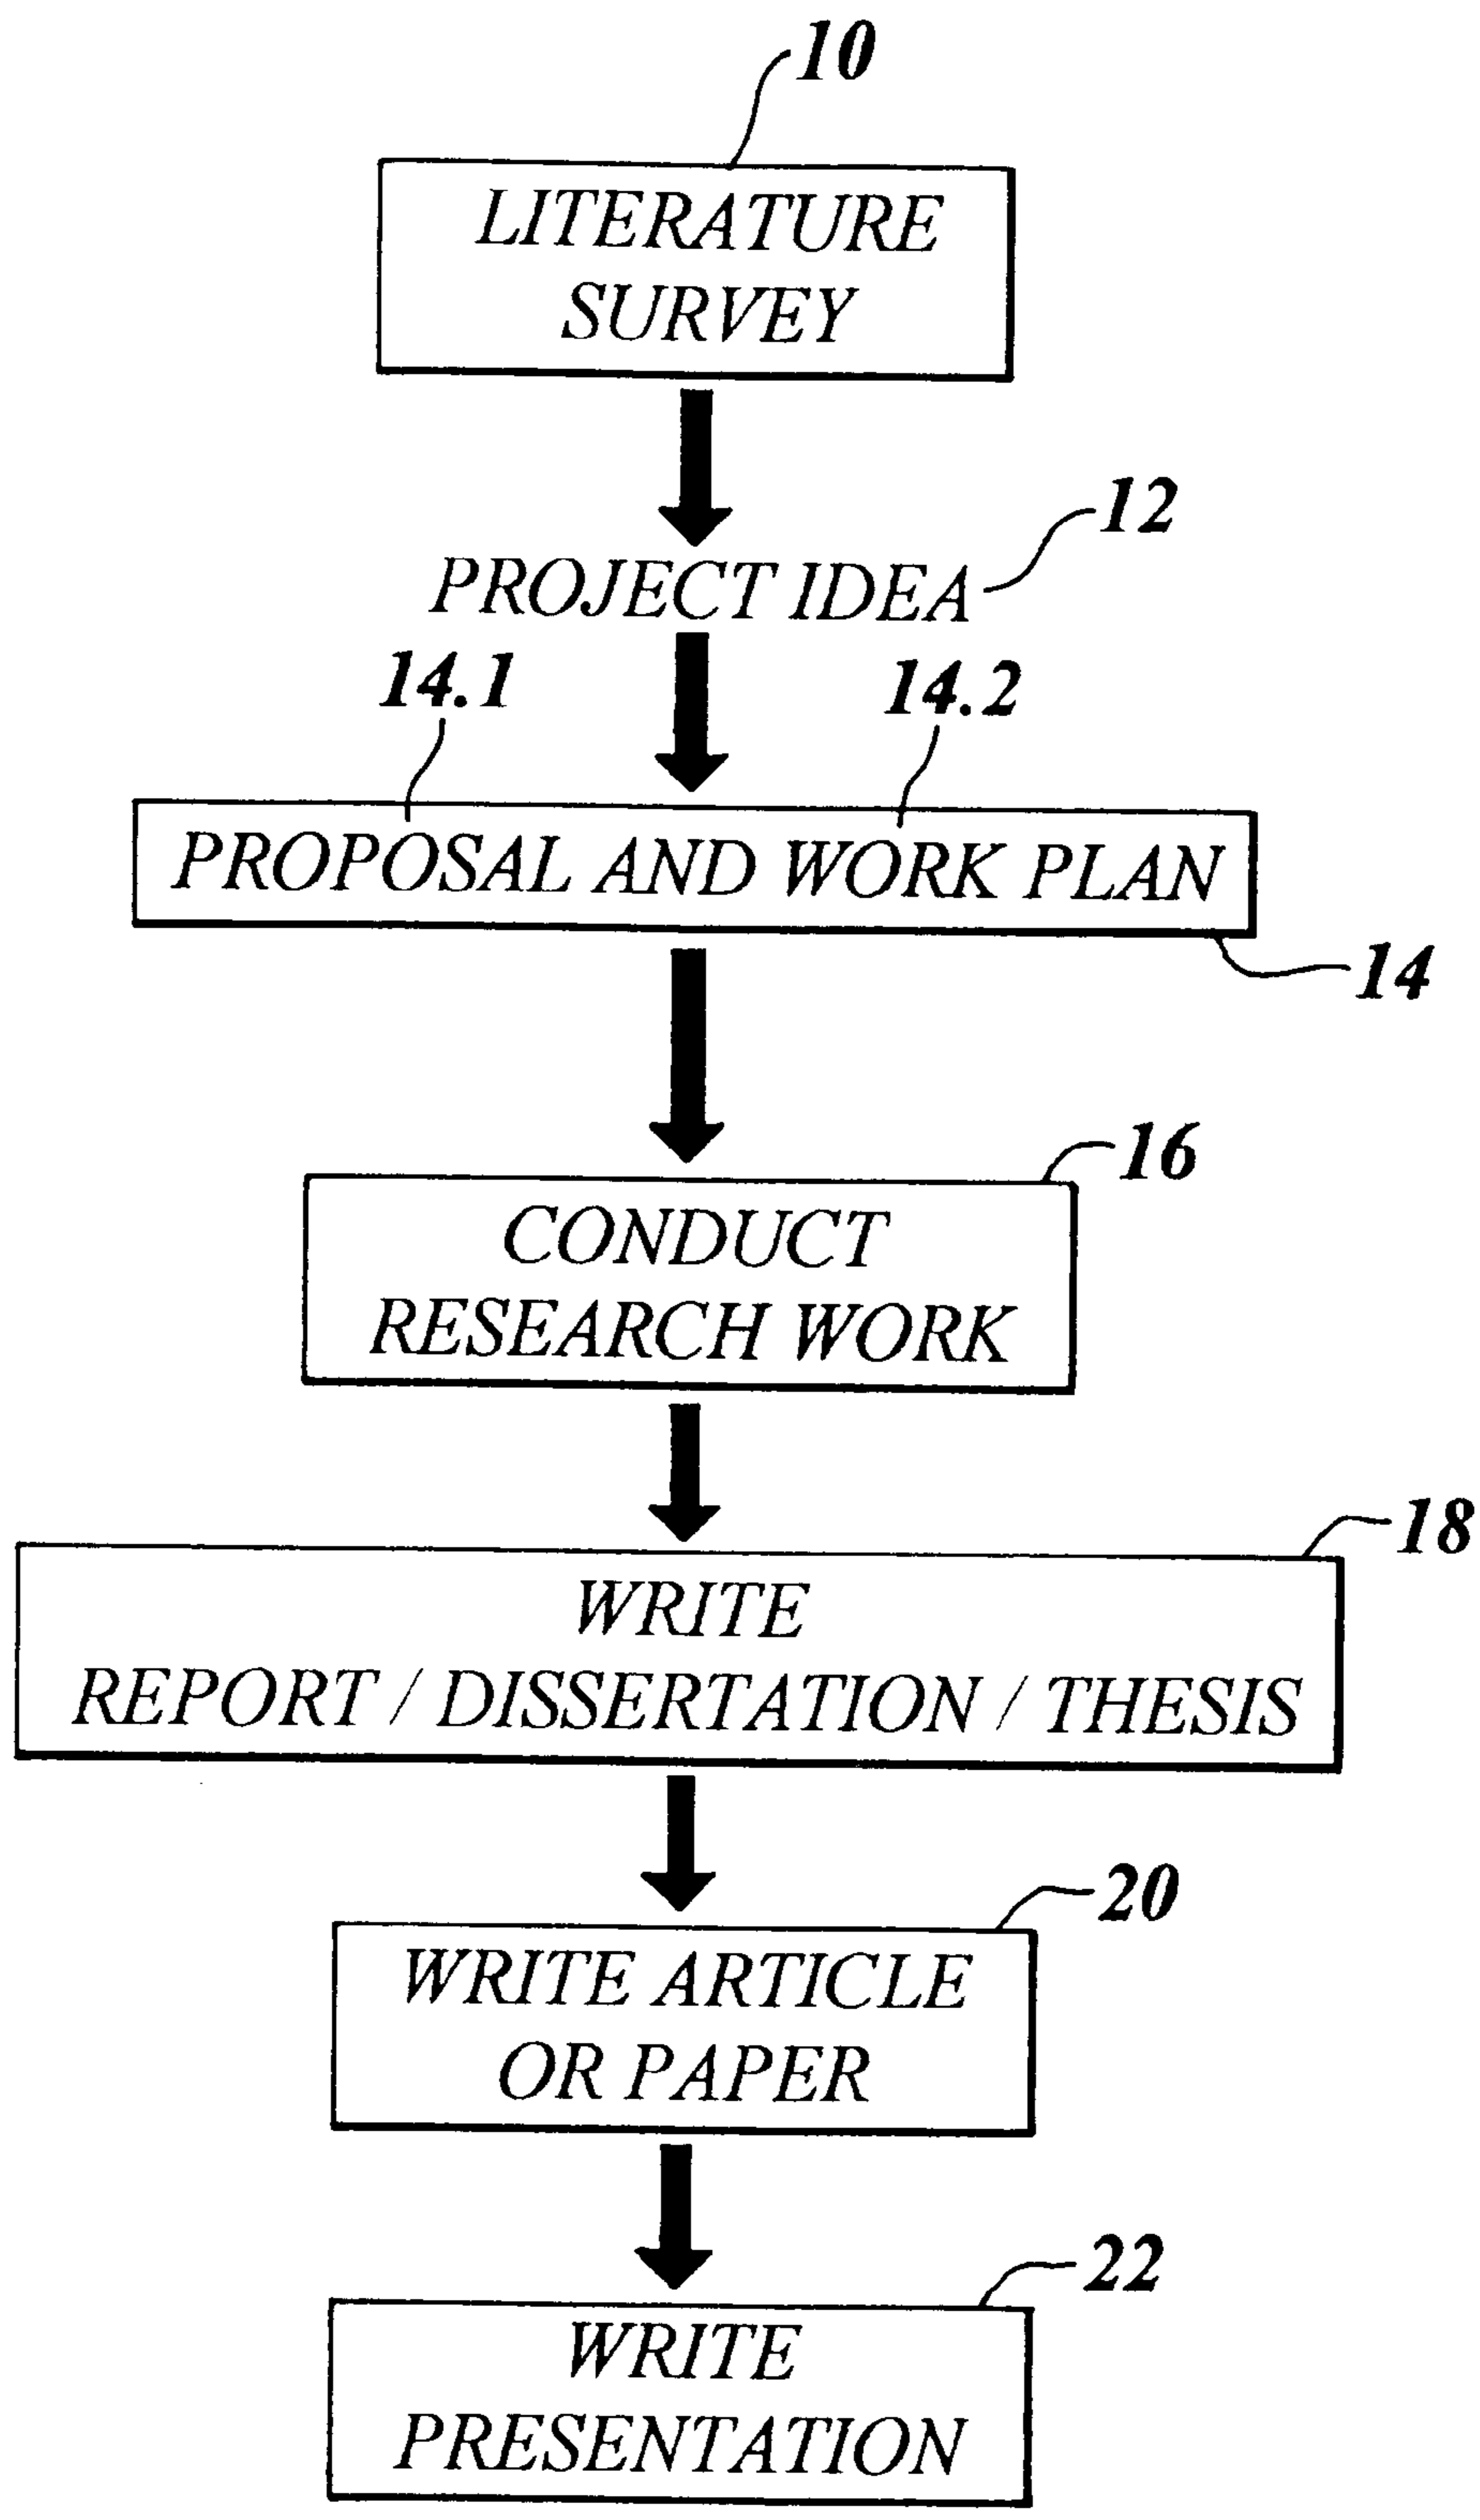 10
LITERATURE
SURVEY
12
PROJECT IDEA
14.1 14.2
PROPOSAL AND WORK PLAN
14
16
CONDUCT
RESEARCH WORK
18
WRITE
REPORT / DISSERTATION / THESIS
20
WRITE ARTICLE
OR PAPER
22
WRITE
PRESENTATION